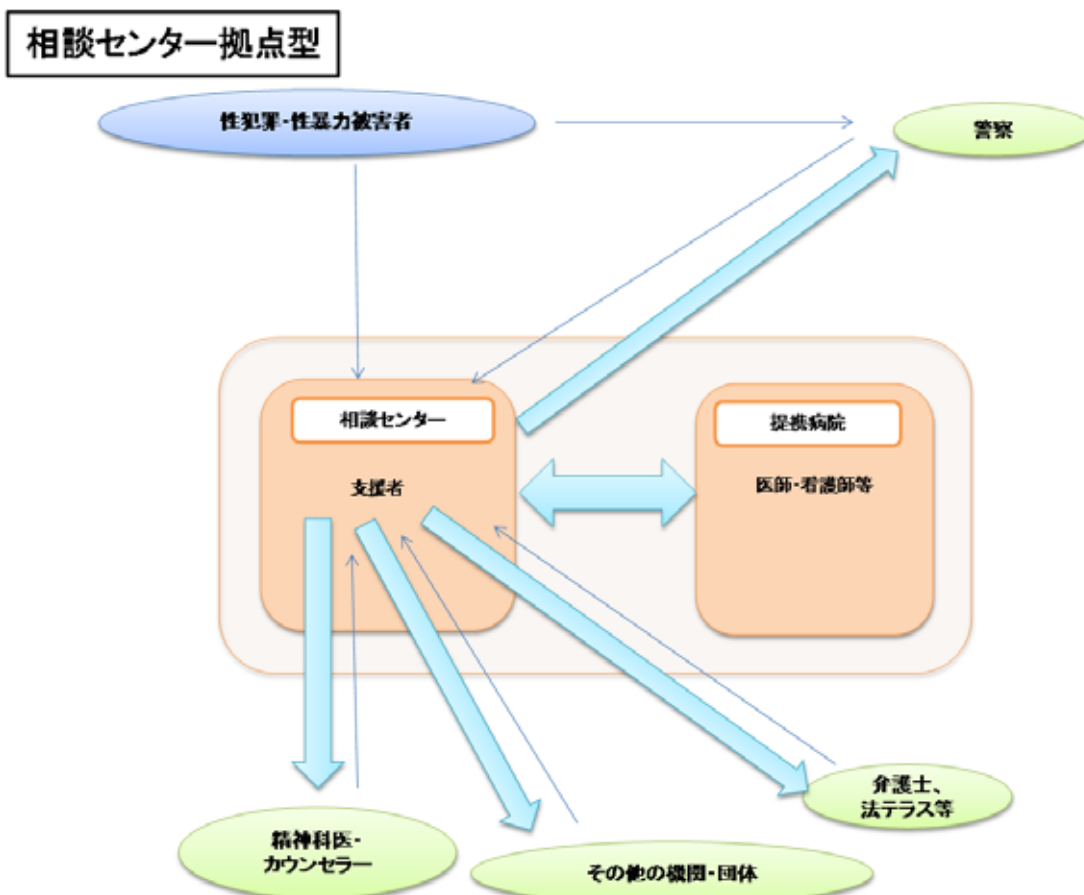 相談センター拠点型
性犯罪・性暴力被害者
警察
相談センター
支援者
提携病院
医師・看護師等
精神科医・
カウンセラー
その他の機関・団体
弁護士、
法テラス等